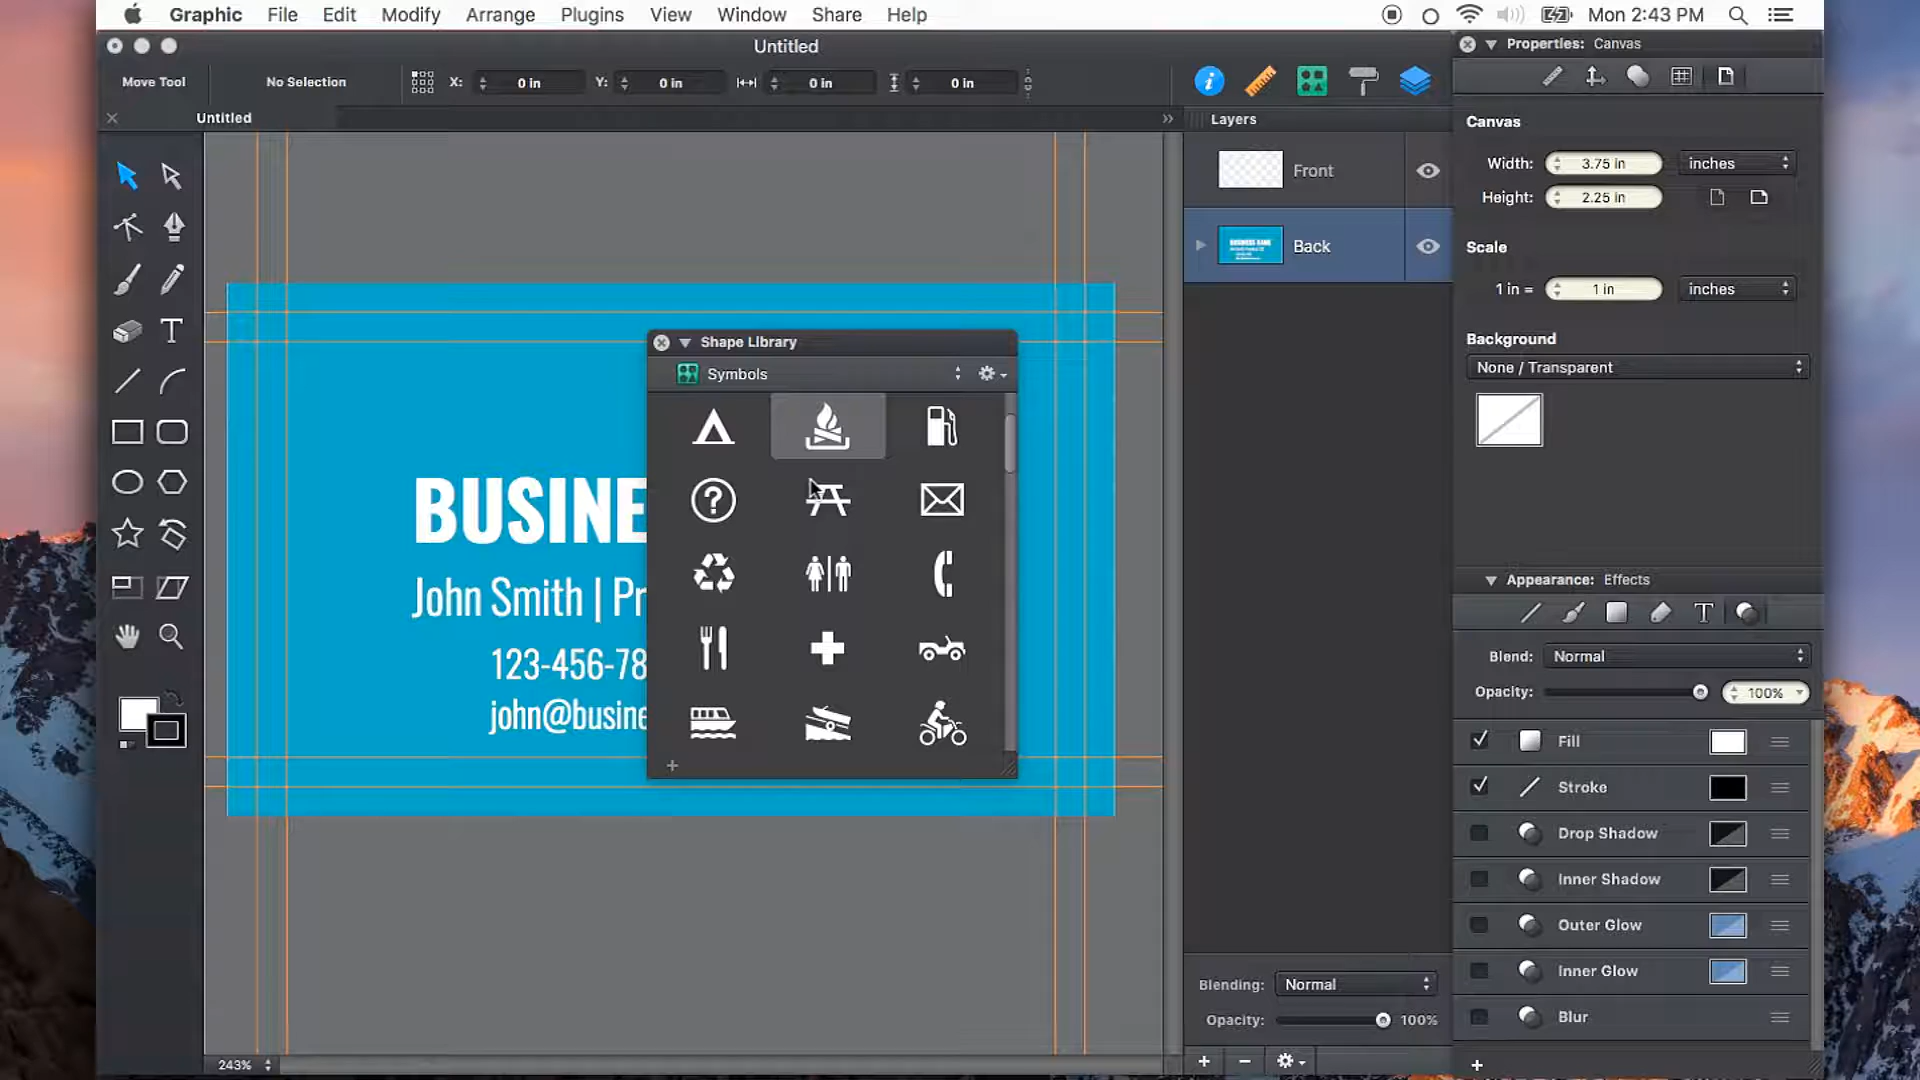 Graphic File Edit Modify Arrange Plugins View Window Share Help Mon 2:43 PM
Untitled
Move Tool No Selection X: 0 in Y: 0 in 0 in 0 in
Untitled
Layers
Front
Back
BUSINE
John Smith | Pr
123-456-78
john@busine
Shape Library
Symbols
Blending: Normal
Opacity: 100%
243%
Properties: Canvas
Canvas
Width: 3.75 in inches
Height: 2.25 in
Scale
1 in = 1 in inches
Background
None / Transparent
Appearance: Effects
Blend: Normal
Opacity: 100%
Fill
Stroke
Drop Shadow
Inner Shadow
Outer Glow
Inner Glow
Blur